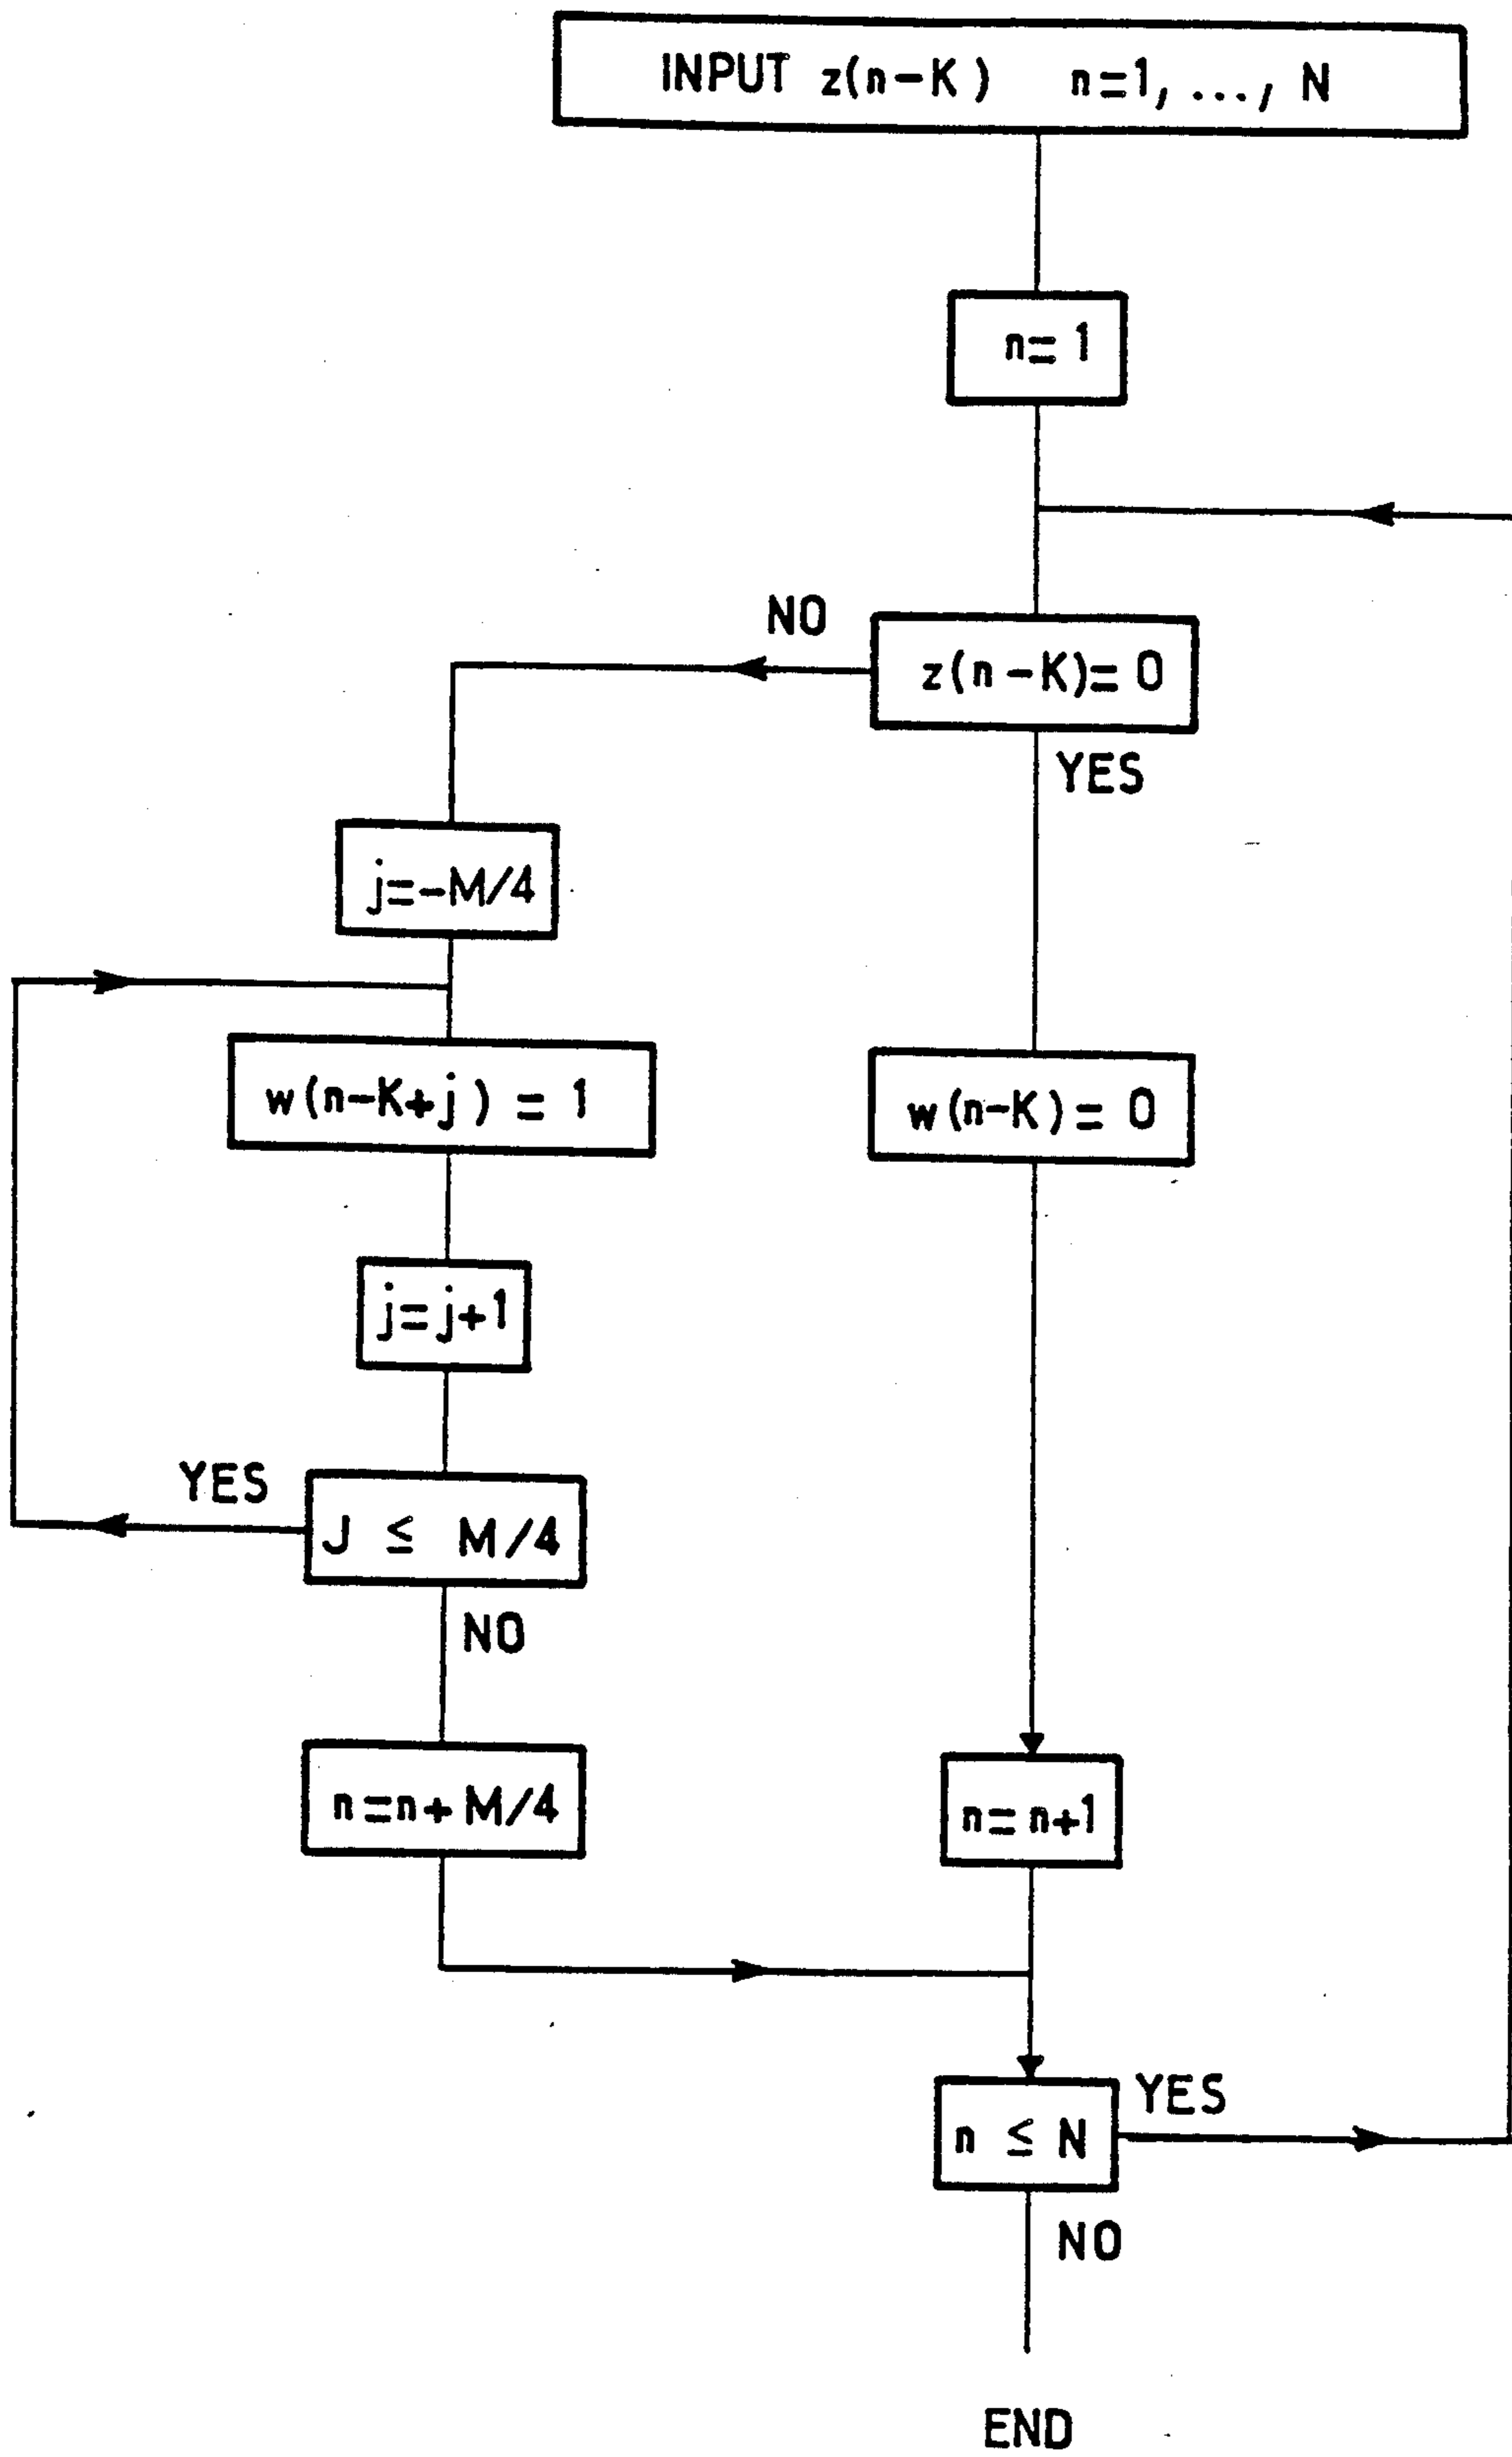 INPUT z(n-K) n=1, ..., N
n=1
NO
z(n-K)=0
YES
j=-M/4
w(n-K+j) = 1
w(n-K)=0
j=j+1
YES
J ≤ M/4
NO
n=n+M/4
n=n+1
YES
n ≤ N
NO
END